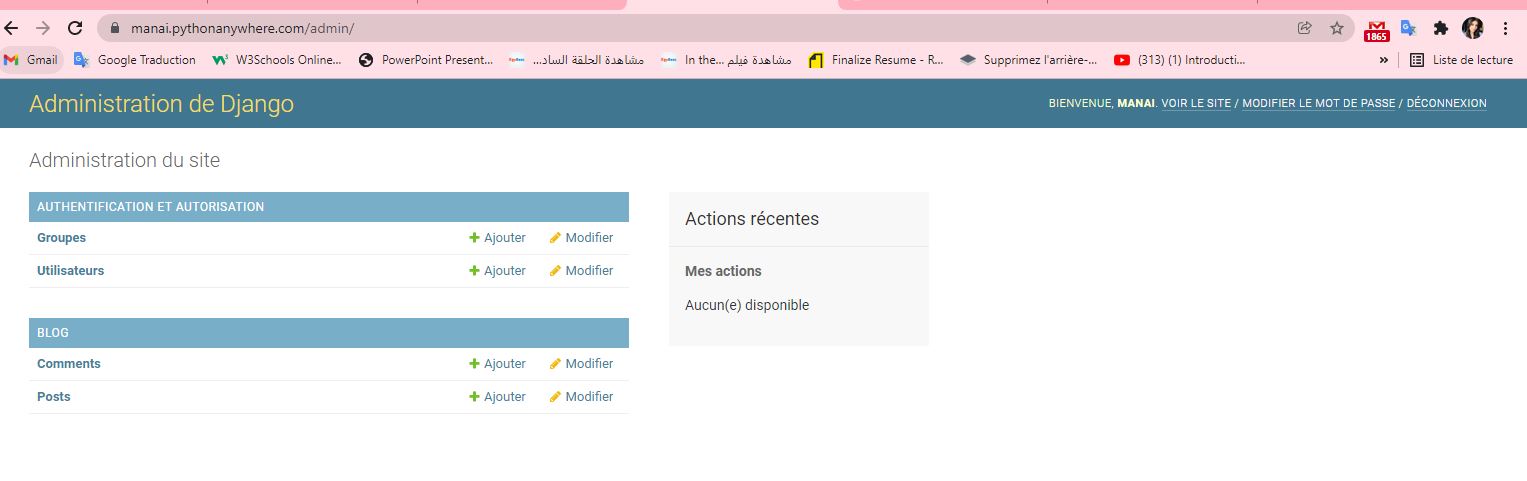 manai.pythonanywhere.com/admin/
1865
Gmail
Google Traduction
W3Schools Online...
PowerPoint Present...
مشاهدة الحلقة الساد...
In the... مشاهدة فيلم
Finalize Resume - R...
Supprimez l'arrière-...
(313) (1) Introducti...
»
Liste de lecture
Administration de Django
BIENVENUE, MANAI. VOIR LE SITE / MODIFIER LE MOT DE PASSE / DÉCONNEXION
Administration du site
AUTHENTIFICATION ET AUTORISATION
Groupes Ajouter Modifier
Utilisateurs Ajouter Modifier
BLOG
Comments Ajouter Modifier
Posts Ajouter Modifier
Actions récentes
Mes actions
Aucun(e) disponible